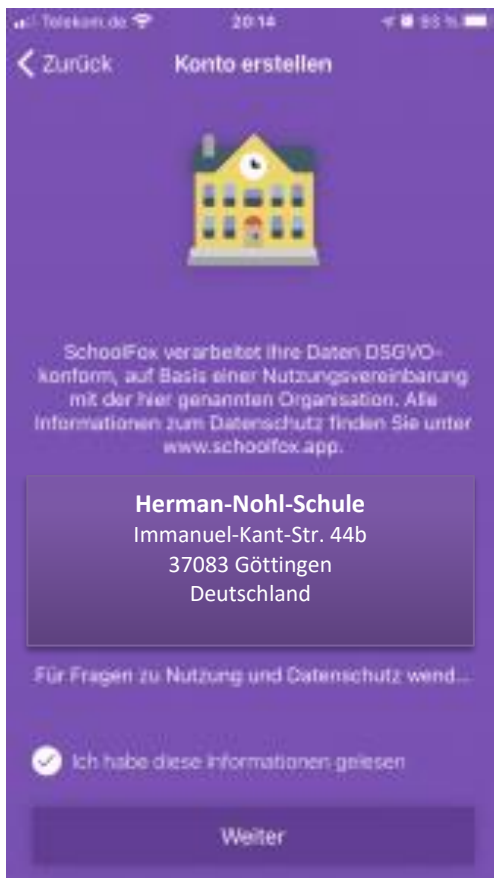 Telekom.de 20:14 93 %
Zurück Konto erstellen
SchoolFox verarbeitet Ihre Daten DSGVO-
konform, auf Basis einer Nutzungsvereinbarung
mit der hier genannten Organisation. Alle
Informationen zum Datenschutz finden Sie unter
www.schoolfox.app.
Herman-Nohl-Schule
Immanuel-Kant-Str. 44b
37083 Göttingen
Deutschland
Für Fragen zu Nutzung und Datenschutz wend...
Ich habe diese Informationen gelesen
Weiter